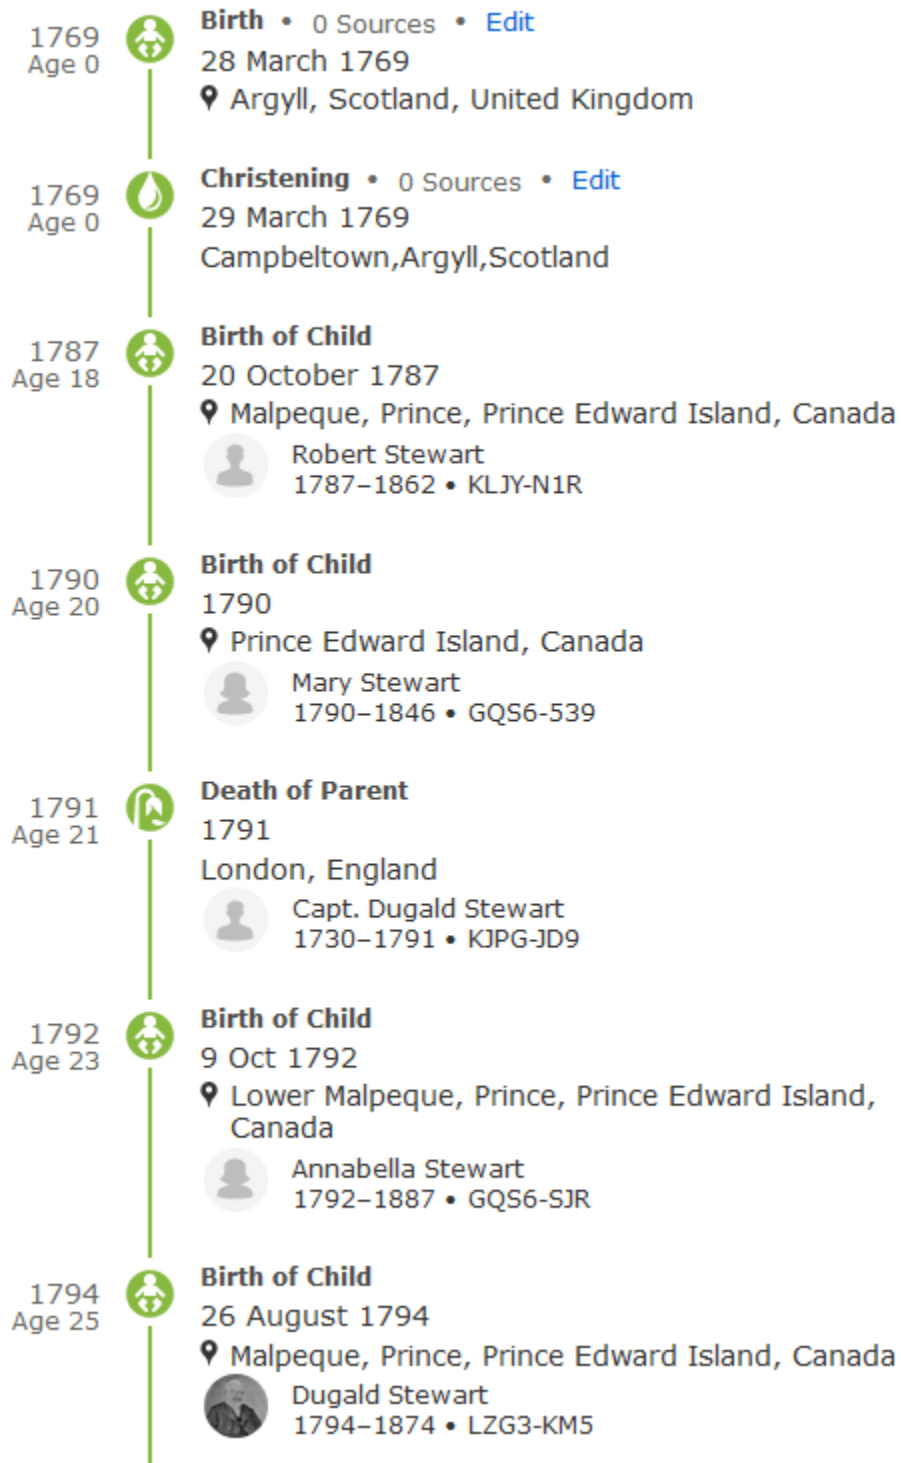 1769
Age 0
Birth • 0 Sources • Edit
28 March 1769
Argyll, Scotland, United Kingdom
1769
Age 0
Christening • 0 Sources • Edit
29 March 1769
Campbeltown,Argyll,Scotland
1787
Age 18
Birth of Child
20 October 1787
Malpeque, Prince, Prince Edward Island, Canada
Robert Stewart
1787–1862 • KLJY-N1R
1790
Age 20
Birth of Child
1790
Prince Edward Island, Canada
Mary Stewart
1790–1846 • GQS6-539
1791
Age 21
Death of Parent
1791
London, England
Capt. Dugald Stewart
1730–1791 • KJPG-JD9
1792
Age 23
Birth of Child
9 Oct 1792
Lower Malpeque, Prince, Prince Edward Island,
Canada
Annabella Stewart
1792–1887 • GQS6-SJR
1794
Age 25
Birth of Child
26 August 1794
Malpeque, Prince, Prince Edward Island, Canada
Dugald Stewart
1794–1874 • LZG3-KM5